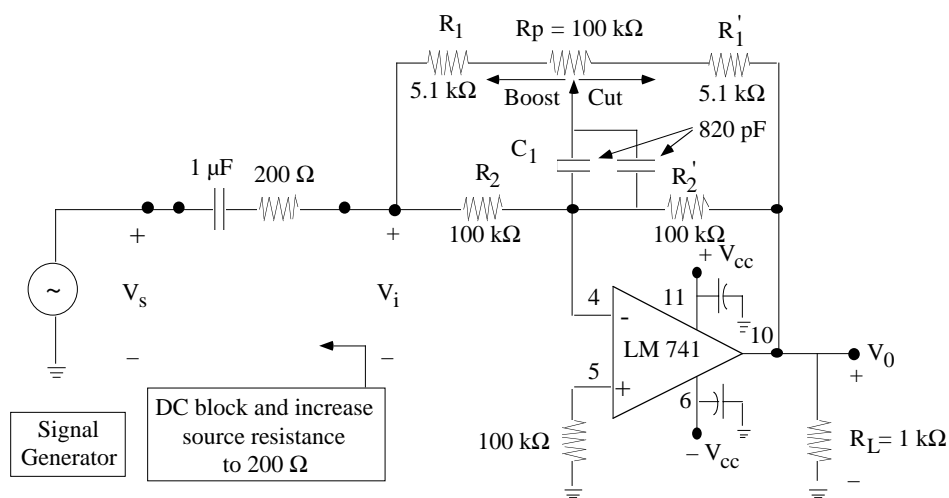 R1
Rp = 100 kΩ
R1'
5.1 kΩ
Boost
Cut
5.1 kΩ
C1
820 pF
1 µF
200 Ω
R2
R2'
100 kΩ
100 kΩ
+ Vcc
+
+
Vs
Vi
~
4
11
10
-
LM 741
V0
5
+
6
+
−
−
− Vcc
Signal
Generator
DC block and increase
source resistance
to 200 Ω
100 kΩ
RL= 1 kΩ
−